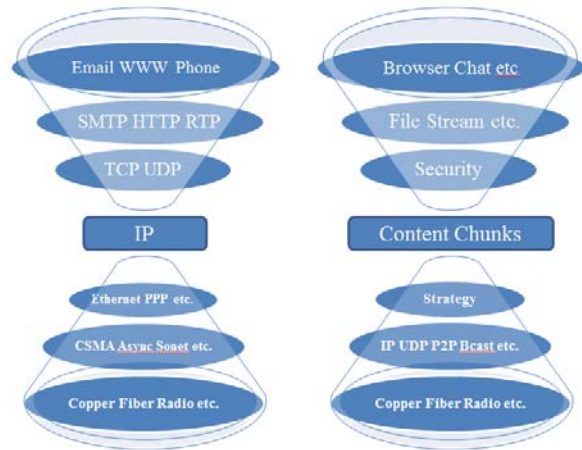 Email WWW Phone
SMTP HTTP RTP
TCP UDP
IP
Ethernet PPP etc.
CSMA Async Sonet etc.
Copper Fiber Radio etc.
Browser Chat etc
File Stream etc.
Security
Content Chunks
Strategy
IP UDP P2P Bcast etc.
Copper Fiber Radio etc.